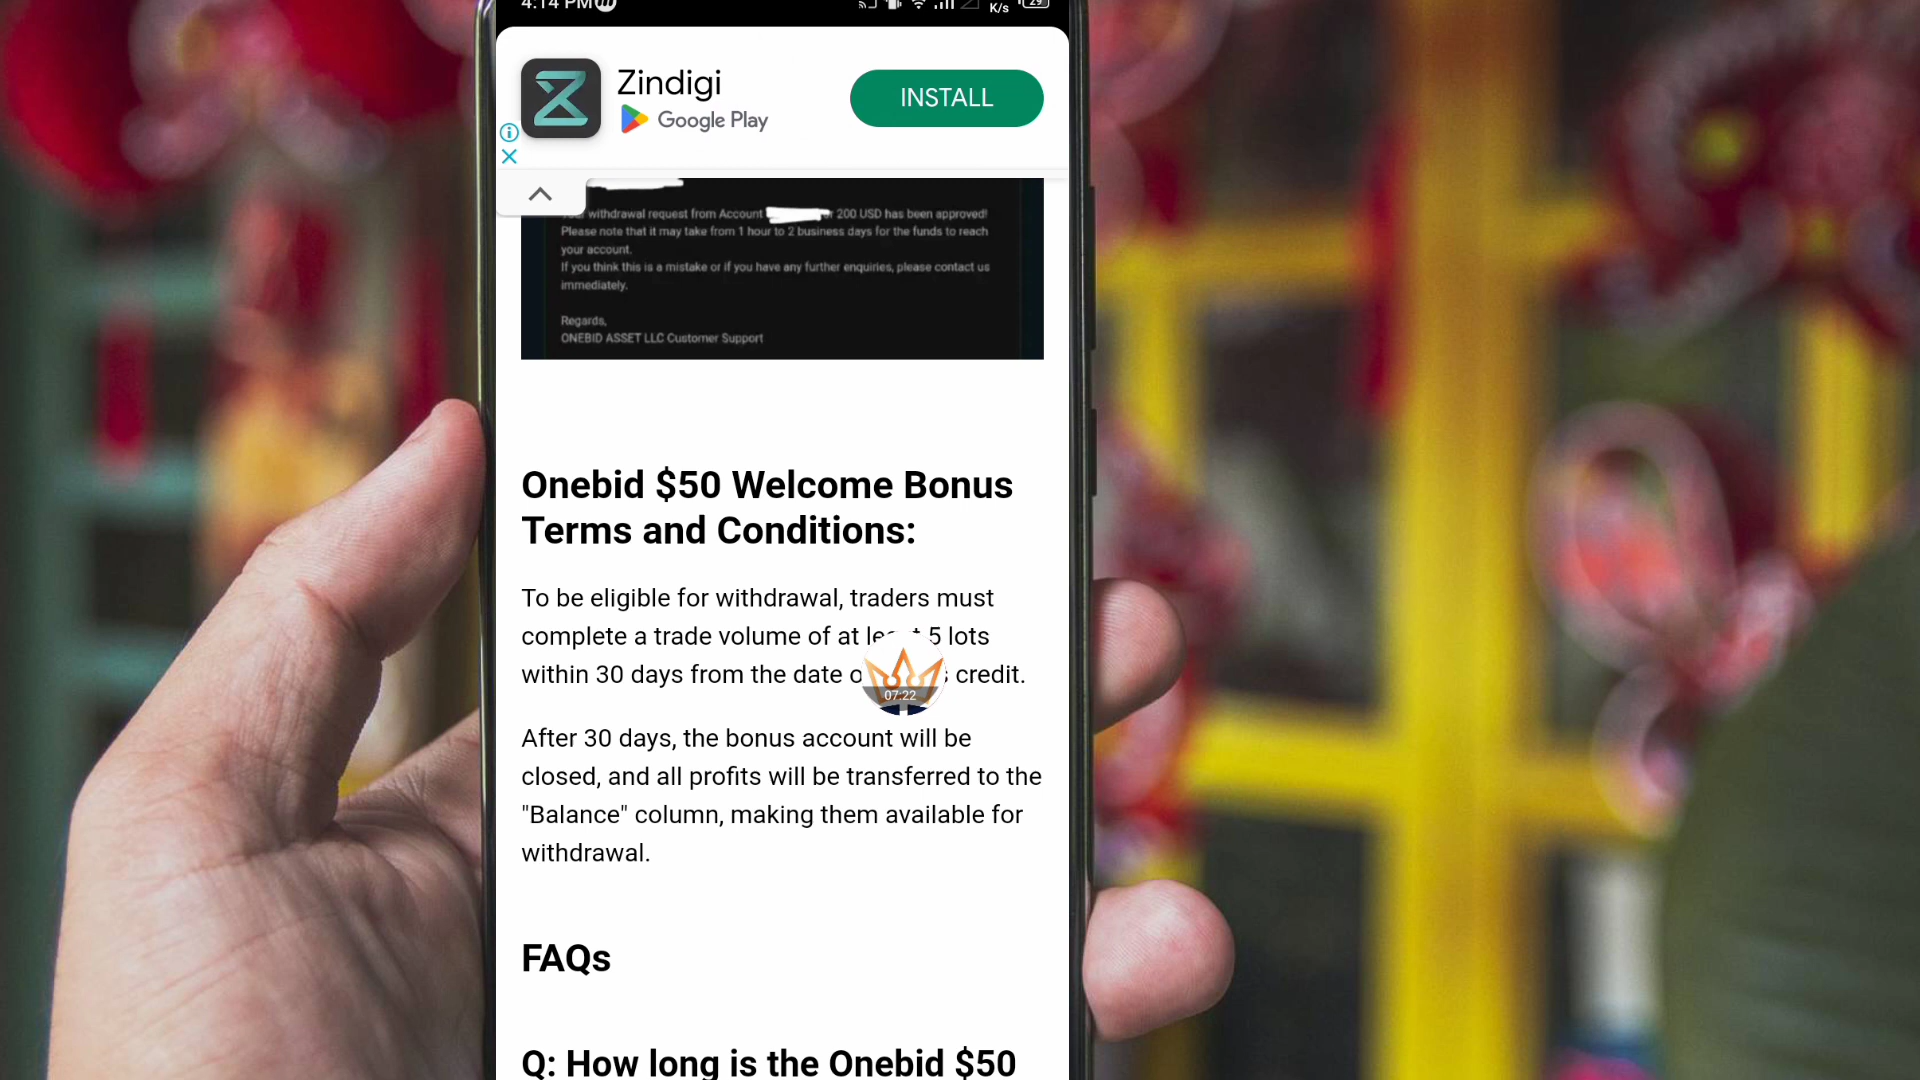 4:14 PM
K/s
29
Zindigi
Google Play
INSTALL
withdrawal request from Account 200 USD has been approved!
Please note that it may take from 1 hour to 2 business days for the funds to reach
your account.
If you think this is a mistake or if you have any further enquiries, please contact us
immediately.
Regards,
ONEBID ASSET LLC Customer Support
Onebid $50 Welcome Bonus
Terms and Conditions:
To be eligible for withdrawal, traders must
complete a trade volume of at least 5 lots
within 30 days from the date credit.
07:22
After 30 days, the bonus account will be
closed, and all profits will be transferred to the
"Balance" column, making them available for
withdrawal.
FAQs
Q: How long is the Onebid $50